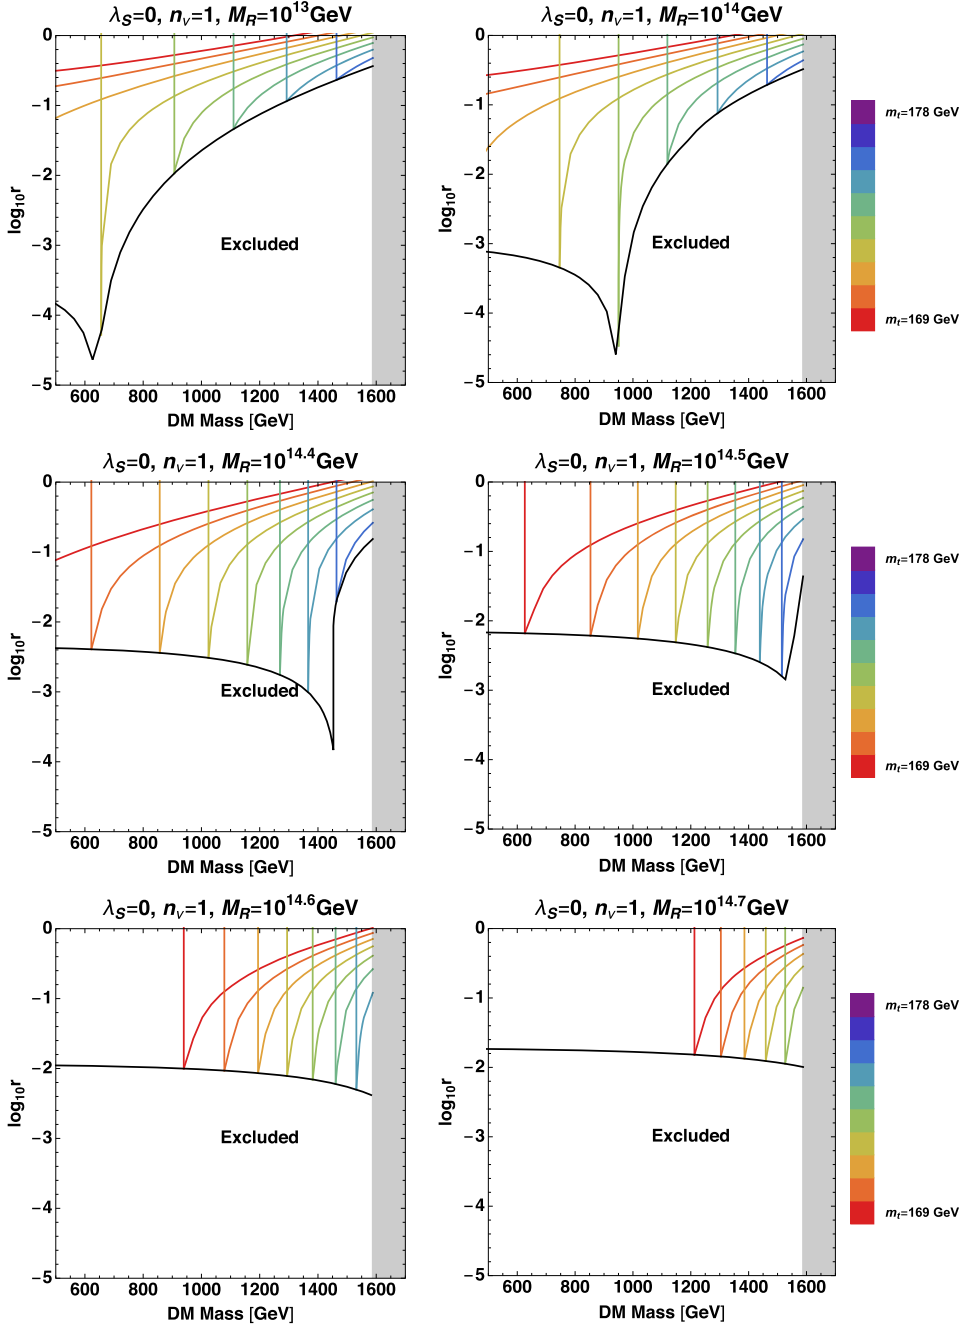 λS=0, nν=1, MR=10^13GeV
λS=0, nν=1, MR=10^14GeV
0
−1
−2
−3
−4
−5
log10r
Excluded
600 800 1000 1200 1400 1600
DM Mass [GeV]
0
−1
−2
−3
−4
−5
log10r
Excluded
600 800 1000 1200 1400 1600
DM Mass [GeV]
mt=178 GeV
mt=169 GeV
λS=0, nν=1, MR=10^14.4GeV
λS=0, nν=1, MR=10^14.5GeV
0
−1
−2
−3
−4
−5
log10r
Excluded
600 800 1000 1200 1400 1600
DM Mass [GeV]
0
−1
−2
−3
−4
−5
log10r
Excluded
600 800 1000 1200 1400 1600
DM Mass [GeV]
mt=178 GeV
mt=169 GeV
λS=0, nν=1, MR=10^14.6GeV
λS=0, nν=1, MR=10^14.7GeV
0
−1
−2
−3
−4
−5
log10r
Excluded
600 800 1000 1200 1400 1600
DM Mass [GeV]
0
−1
−2
−3
−4
−5
log10r
Excluded
600 800 1000 1200 1400 1600
DM Mass [GeV]
mt=178 GeV
mt=169 GeV